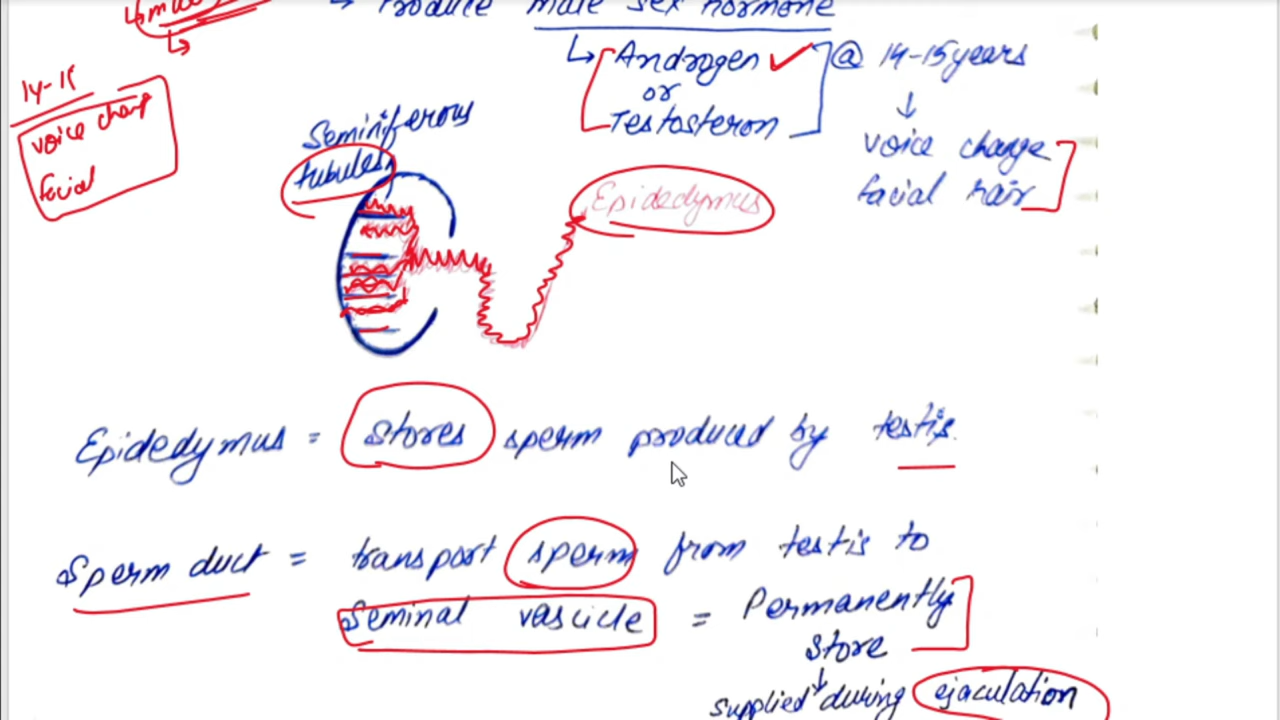 → Produce male sex hormone
↳ Androgen ✓ @ 14-15 years
or
Testosteron
↓
voice change
facial hair
14-15
voice chang
facial
Seminiferous
tubules
Epidedymus
Epidedymus = stores sperm produced by testis.
Sperm duct = transport sperm from testis to
Seminal vascicle = Permanently
store
↓
supplied during ejaculation